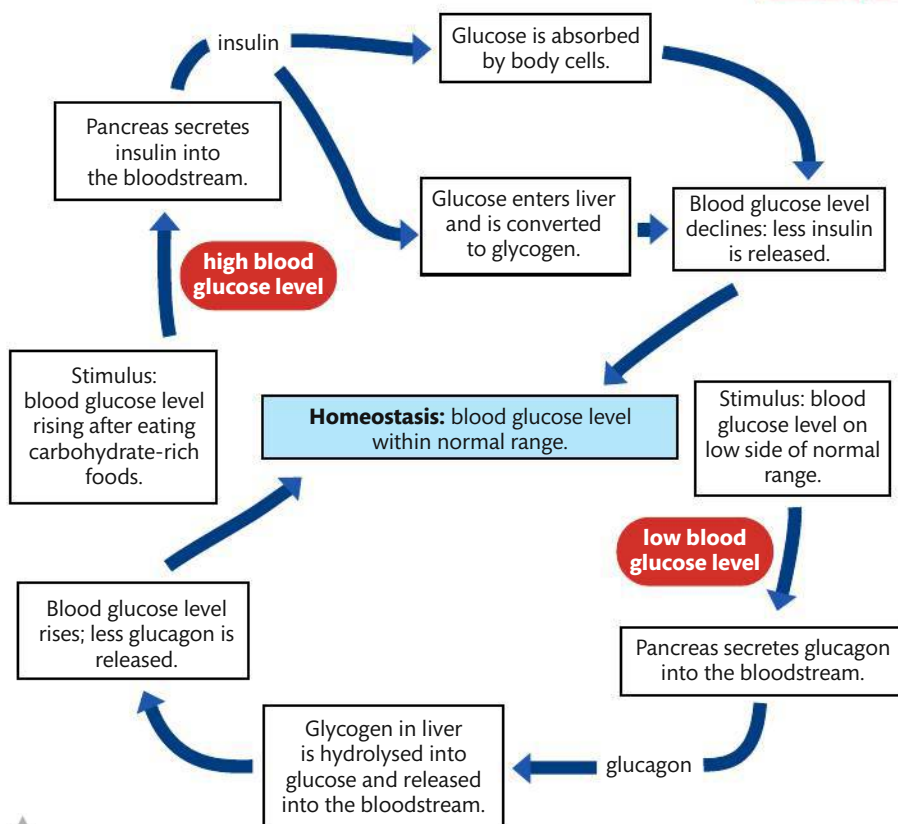 insulin
Glucose is absorbed
by body cells.
Pancreas secretes
insulin into
the bloodstream.
Glucose enters liver
and is converted
to glycogen.
Blood glucose level
declines: less insulin
is released.
high blood
glucose level
Stimulus:
blood glucose level
rising after eating
carbohydrate-rich
foods.
Homeostasis: blood glucose level
within normal range.
Stimulus: blood
glucose level on
low side of normal
range.
low blood
glucose level
Blood glucose level
rises; less glucagon is
released.
Pancreas secretes glucagon
into the bloodstream.
Glycogen in liver
is hydrolysed into
glucose and released
into the bloodstream.
glucagon